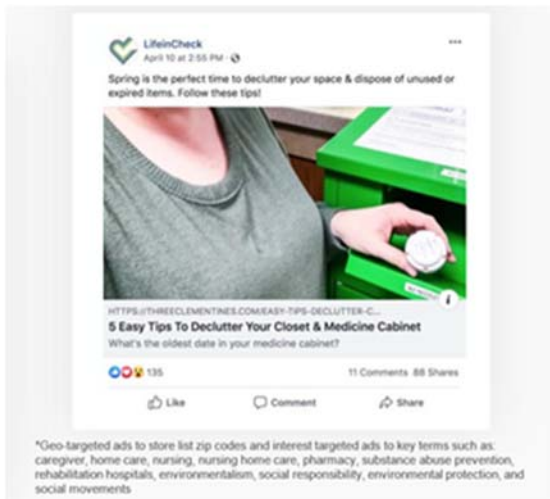 LifeinCheck
April 10 at 2:55 PM ·
Spring is the perfect time to declutter your space & dispose of unused or
expired items. Follow these tips!
HTTPS://THREECLEMENTINES.COM/EASY-TIPS-DECLUTTER-C...
5 Easy Tips To Declutter Your Closet & Medicine Cabinet
What's the oldest date in your medicine cabinet?
135
11 Comments 88 Shares
Like
Comment
Share
*Geo-targeted ads to store list zip codes and interest targeted ads to key terms such as:
caregiver, home care, nursing, nursing home care, pharmacy, substance abuse prevention,
rehabilitation hospitals, environmentalism, social responsibility, environmental protection, and
social movements